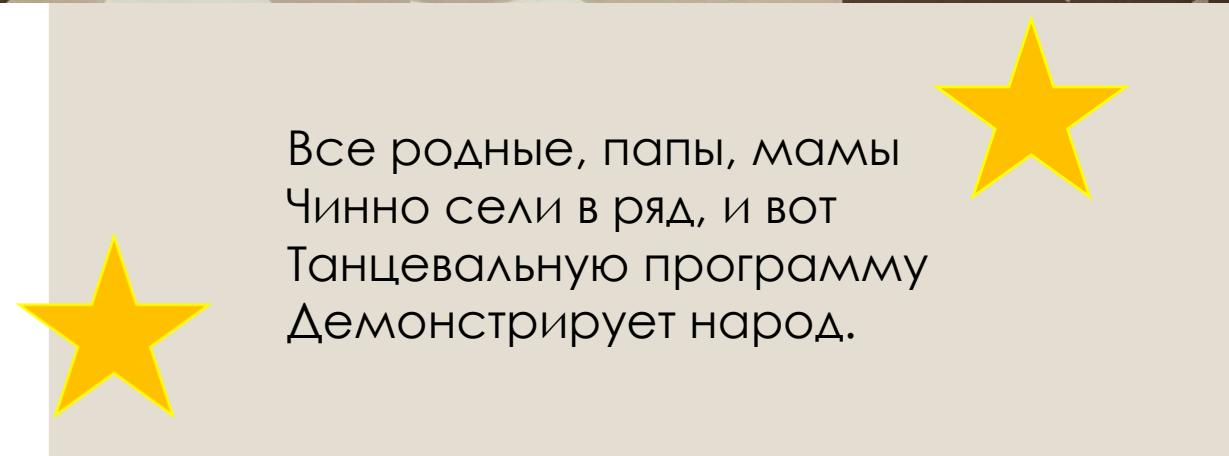 Все родные, папы, мамы
Чинно сели в ряд, и вот
Танцевальную программу
Демонстрирует народ.